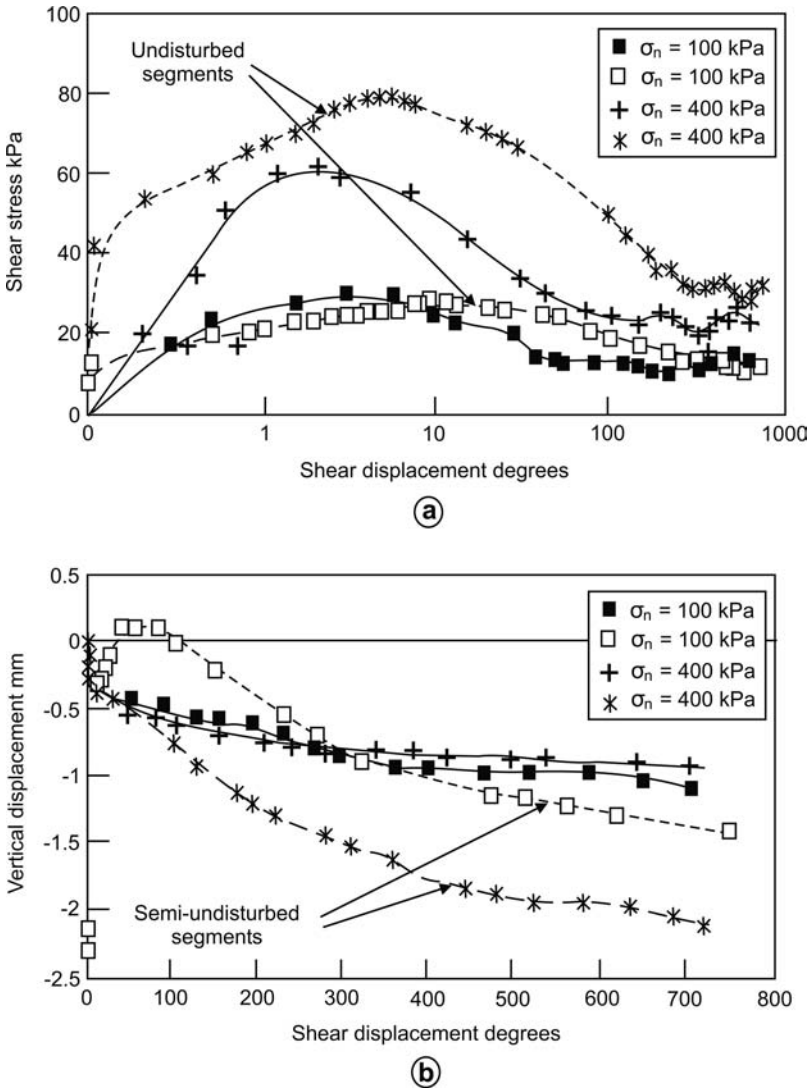 100
80
60
40
20
0
Shear stress kPa
Undisturbed
segments
σn = 100 kPa
σn = 100 kPa
σn = 400 kPa
σn = 400 kPa
0 1 10 100 1000
Shear displacement degrees
a
0.5
0
-0.5
-1
-1.5
-2
-2.5
Vertical displacement mm
σn = 100 kPa
σn = 100 kPa
σn = 400 kPa
σn = 400 kPa
Semi-undisturbed
segments
0 100 200 300 400 500 600 700 800
Shear displacement degrees
b